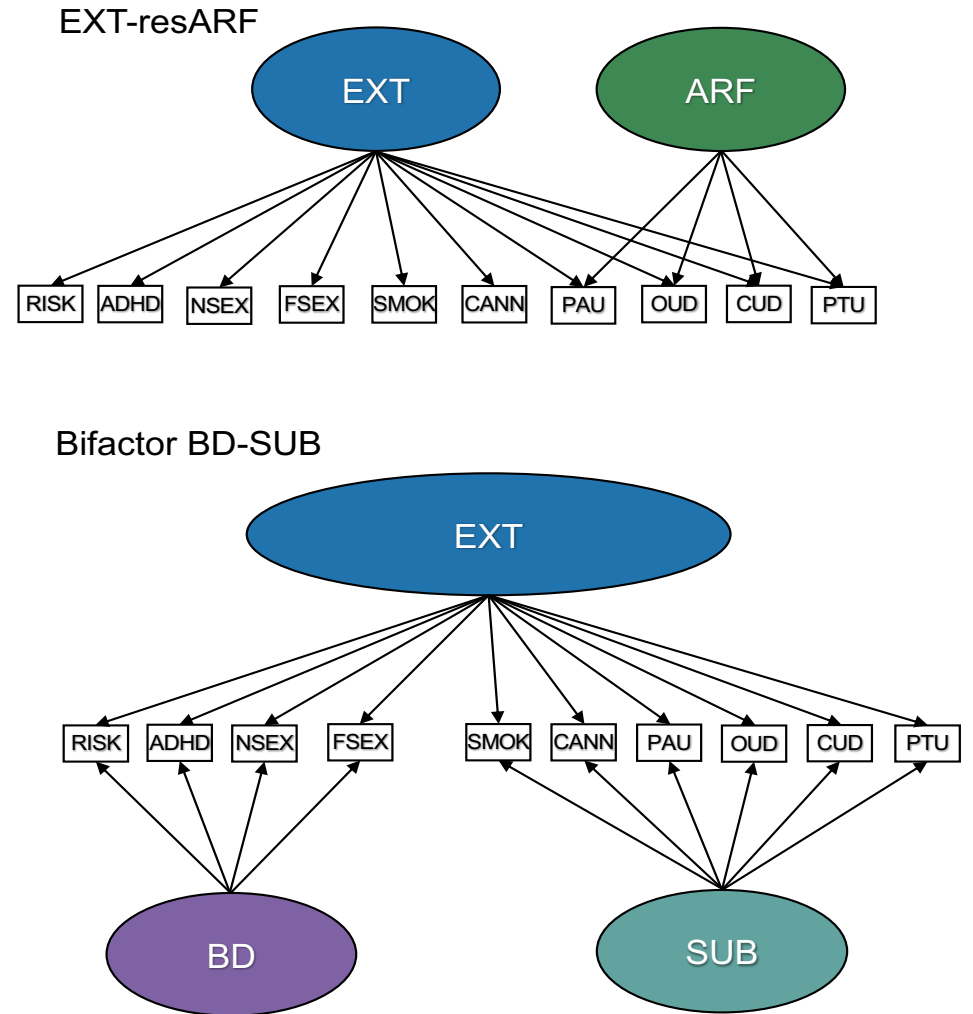 EXT-resARF
EXT ARF
RISK ADHD NSEX FSEX SMOK CANN PAU OUD CUD PTU
Bifactor BD-SUB
EXT
RISK ADHD NSEX FSEX SMOK CANN PAU OUD CUD PTU
BD SUB